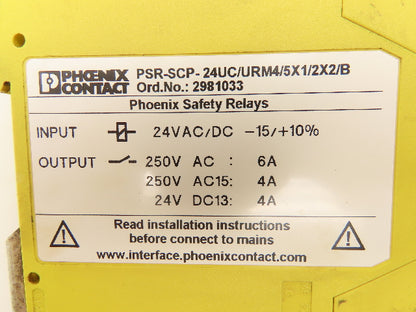 PHOENIX CONTACT
PSR-SCP- 24UC/URM4/5X1/2X2/B
Ord.No.: 2981033
Phoenix Safety Relays
INPUT 24VAC/DC -15/+10%
OUTPUT 250V AC : 6A
250V AC15: 4A
24V DC13: 4A
Read installation instructions
before connect to mains
www.interface.phoenixcontact.com